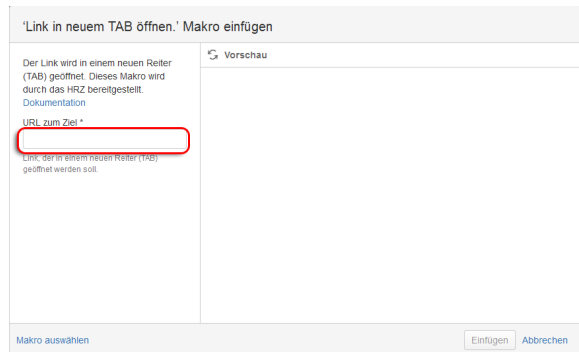 ‘Link in neuem TAB öffnen.’ Makro einfügen
Der Link wird in einem neuen Reiter
(TAB) geöffnet. Dieses Makro wird
durch das HRZ bereitgestellt.
Dokumentation
URL zum Ziel *
Link, der in einem neuen Reiter (TAB)
geöffnet werden soll.
Vorschau
Makro auswählen
Einfügen Abbrechen